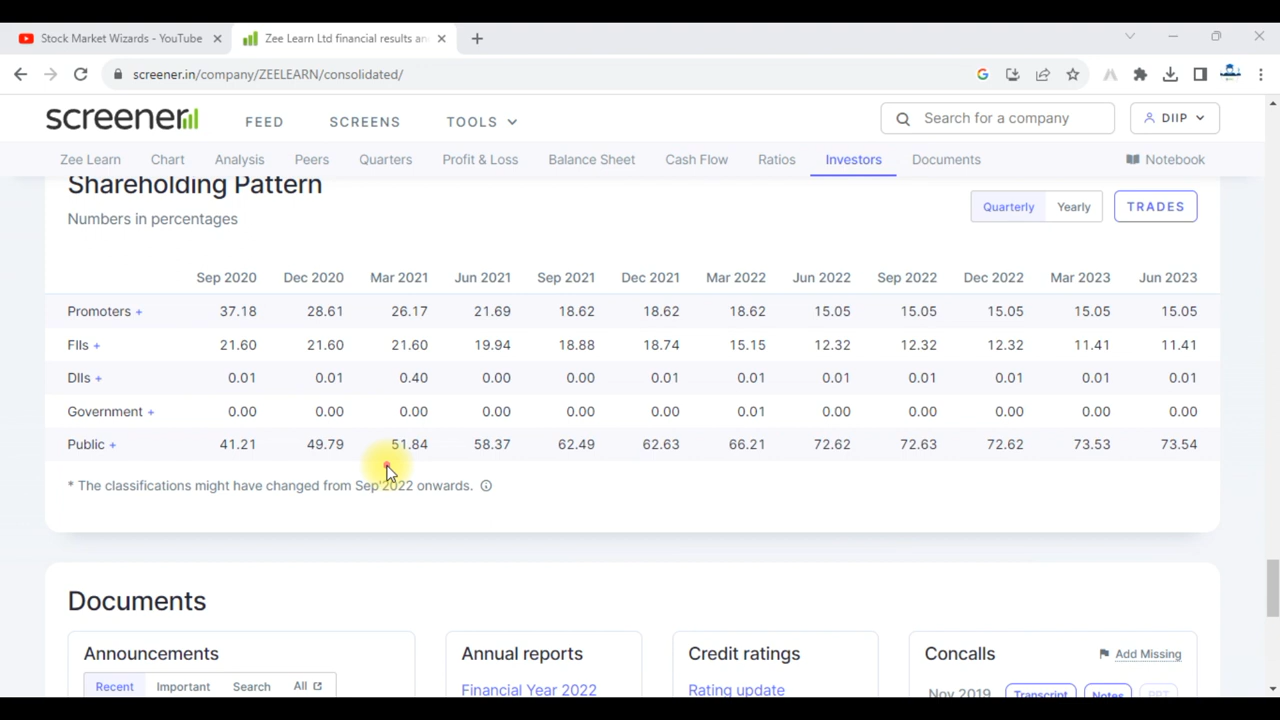 Stock Market Wizards - YouTube
Zee Learn Ltd financial results an
screener.in/company/ZEELEARN/consolidated/
screener FEED SCREENS TOOLS Search for a company DIIP
Zee Learn Chart Analysis Peers Quarters Profit & Loss Balance Sheet Cash Flow Ratios Investors Documents Notebook
Shareholding Pattern
Numbers in percentages
Quarterly Yearly TRADES
Sep 2020 Dec 2020 Mar 2021 Jun 2021 Sep 2021 Dec 2021 Mar 2022 Jun 2022 Sep 2022 Dec 2022 Mar 2023 Jun 2023
Promoters + 37.18 28.61 26.17 21.69 18.62 18.62 18.62 15.05 15.05 15.05 15.05 15.05
FIIs + 21.60 21.60 21.60 19.94 18.88 18.74 15.15 12.32 12.32 12.32 11.41 11.41
DIIs + 0.01 0.01 0.40 0.00 0.00 0.01 0.01 0.01 0.01 0.01 0.01 0.01
Government + 0.00 0.00 0.00 0.00 0.00 0.00 0.01 0.00 0.00 0.00 0.00 0.00
Public + 41.21 49.79 51.84 58.37 62.49 62.63 66.21 72.62 72.63 72.62 73.53 73.54
* The classifications might have changed from Sep'2022 onwards.
Documents
Announcements
Recent Important Search All
Annual reports
Financial Year 2022
Credit ratings
Rating update
Concalls Add Missing
Nov 2019 Transcript Notes PPT